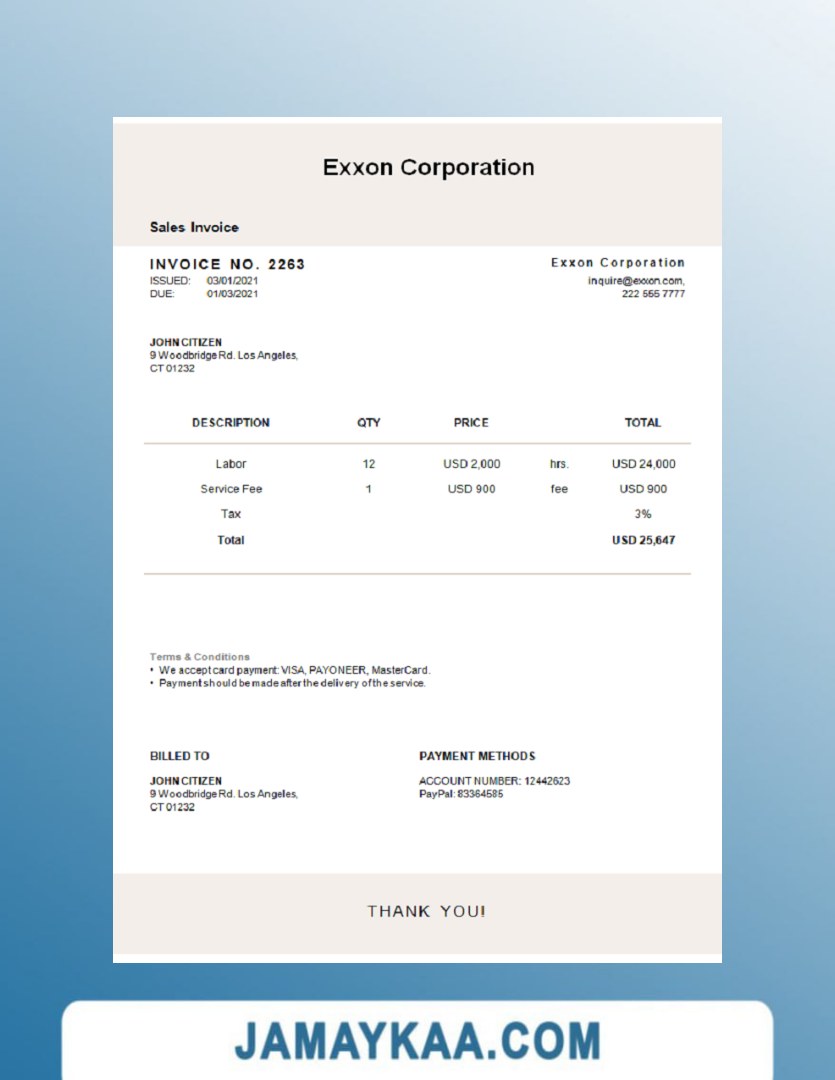 Exxon Corporation
Sales Invoice
INVOICE NO. 2263
Exxon Corporation
ISSUED: 03/01/2021
inquire@exxon.com,
DUE: 01/03/2021
222 555 7777
JOHN CITIZEN
9 Woodbridge Rd. Los Angeles,
CT 01232
DESCRIPTION QTY PRICE TOTAL
Labor 12 USD 2,000 hrs. USD 24,000
Service Fee 1 USD 900 fee USD 900
Tax 3%
Total USD 25,647
Terms & Conditions
• We accept card payment: VISA, PAYONEER, MasterCard.
• Payment should be made after the delivery of the service.
BILLED TO
JOHN CITIZEN
9 Woodbridge Rd. Los Angeles,
CT 01232
PAYMENT METHODS
ACCOUNT NUMBER: 12442623
PayPal: 83364585
THANK YOU!
JAMAYKAA.COM